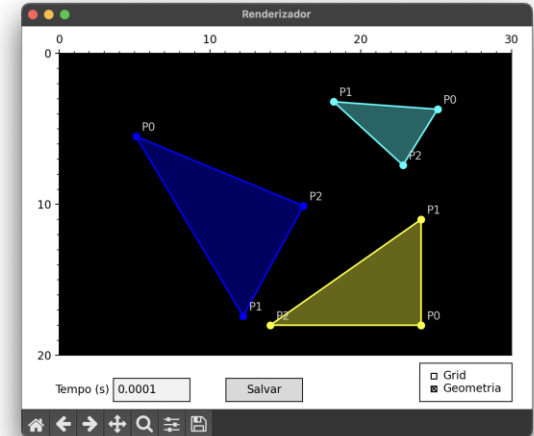 Renderizador
0 10 20 30
0
P1
P0
P0
P2
P2
10
P1
P1
P2
P0
20
Grid
Tempo (s) 0.0001 Salvar
Geometria